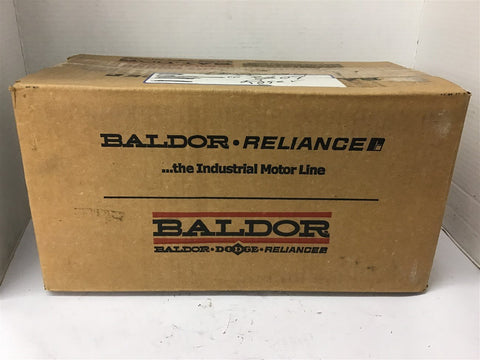 BALDOR • RELIANCE
...the Industrial Motor Line
BALDOR
BALDOR • DODGE • RELIANCE